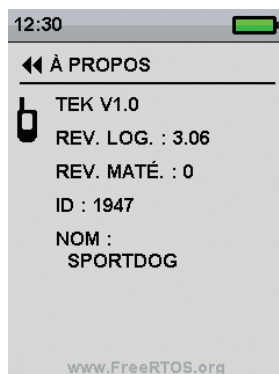 12:30
À PROPOS
TEK V1.0
REV. LOG. : 3.06
REV. MATÉ. : 0
ID : 1947
NOM :
SPORTDOG
www.FreeRTOS.org